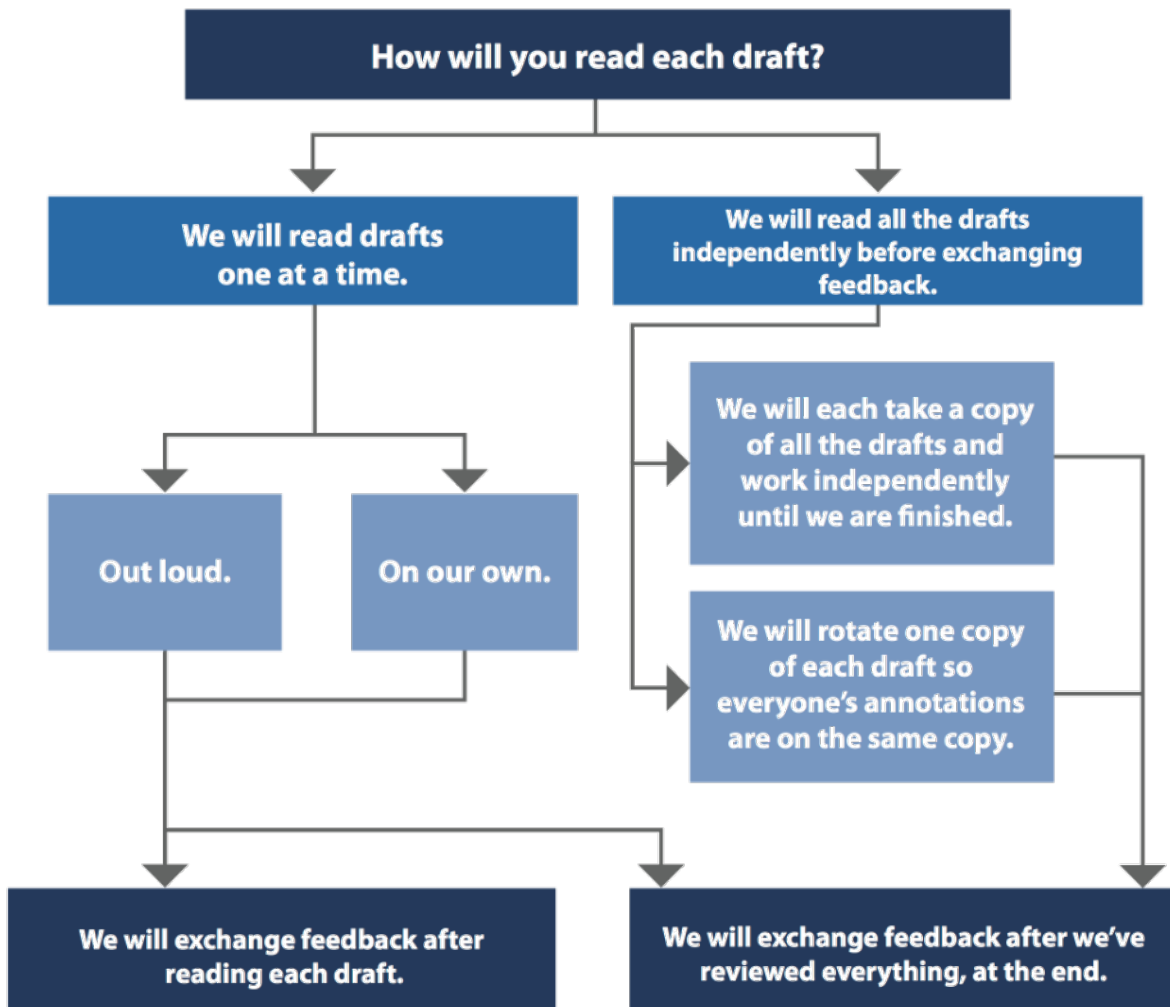 How will you read each draft?
We will read drafts
one at a time.
We will read all the drafts
independently before exchanging
feedback.
Out loud.
On our own.
We will each take a copy
of all the drafts and
work independently
until we are finished.
We will rotate one copy
of each draft so
everyone’s annotations
are on the same copy.
We will exchange feedback after
reading each draft.
We will exchange feedback after we’ve
reviewed everything, at the end.